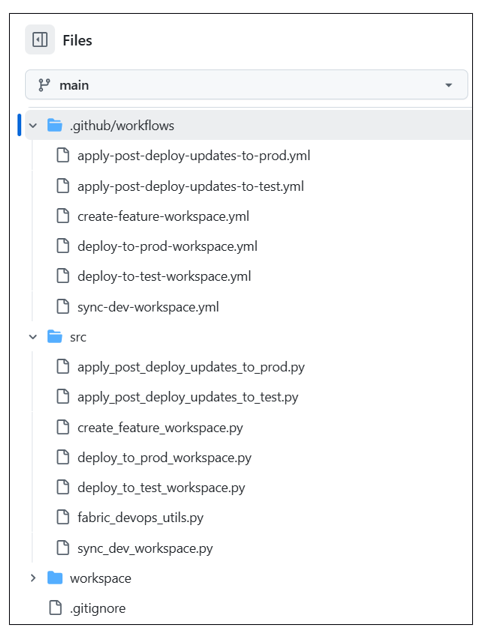 Files
main
.github/workflows
apply-post-deploy-updates-to-prod.yml
apply-post-deploy-updates-to-test.yml
create-feature-workspace.yml
deploy-to-prod-workspace.yml
deploy-to-test-workspace.yml
sync-dev-workspace.yml
src
apply_post_deploy_updates_to_prod.py
apply_post_deploy_updates_to_test.py
create_feature_workspace.py
deploy_to_prod_workspace.py
deploy_to_test_workspace.py
fabric_devops_utils.py
sync_dev_workspace.py
workspace
.gitignore